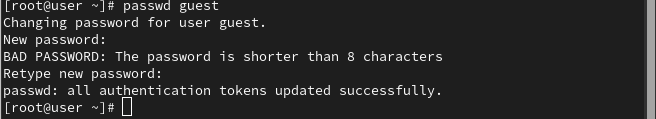 [root@user ~]# passwd guest
Changing password for user guest.
New password:
BAD PASSWORD: The password is shorter than 8 characters
Retype new password:
passwd: all authentication tokens updated successfully.
[root@user ~]#